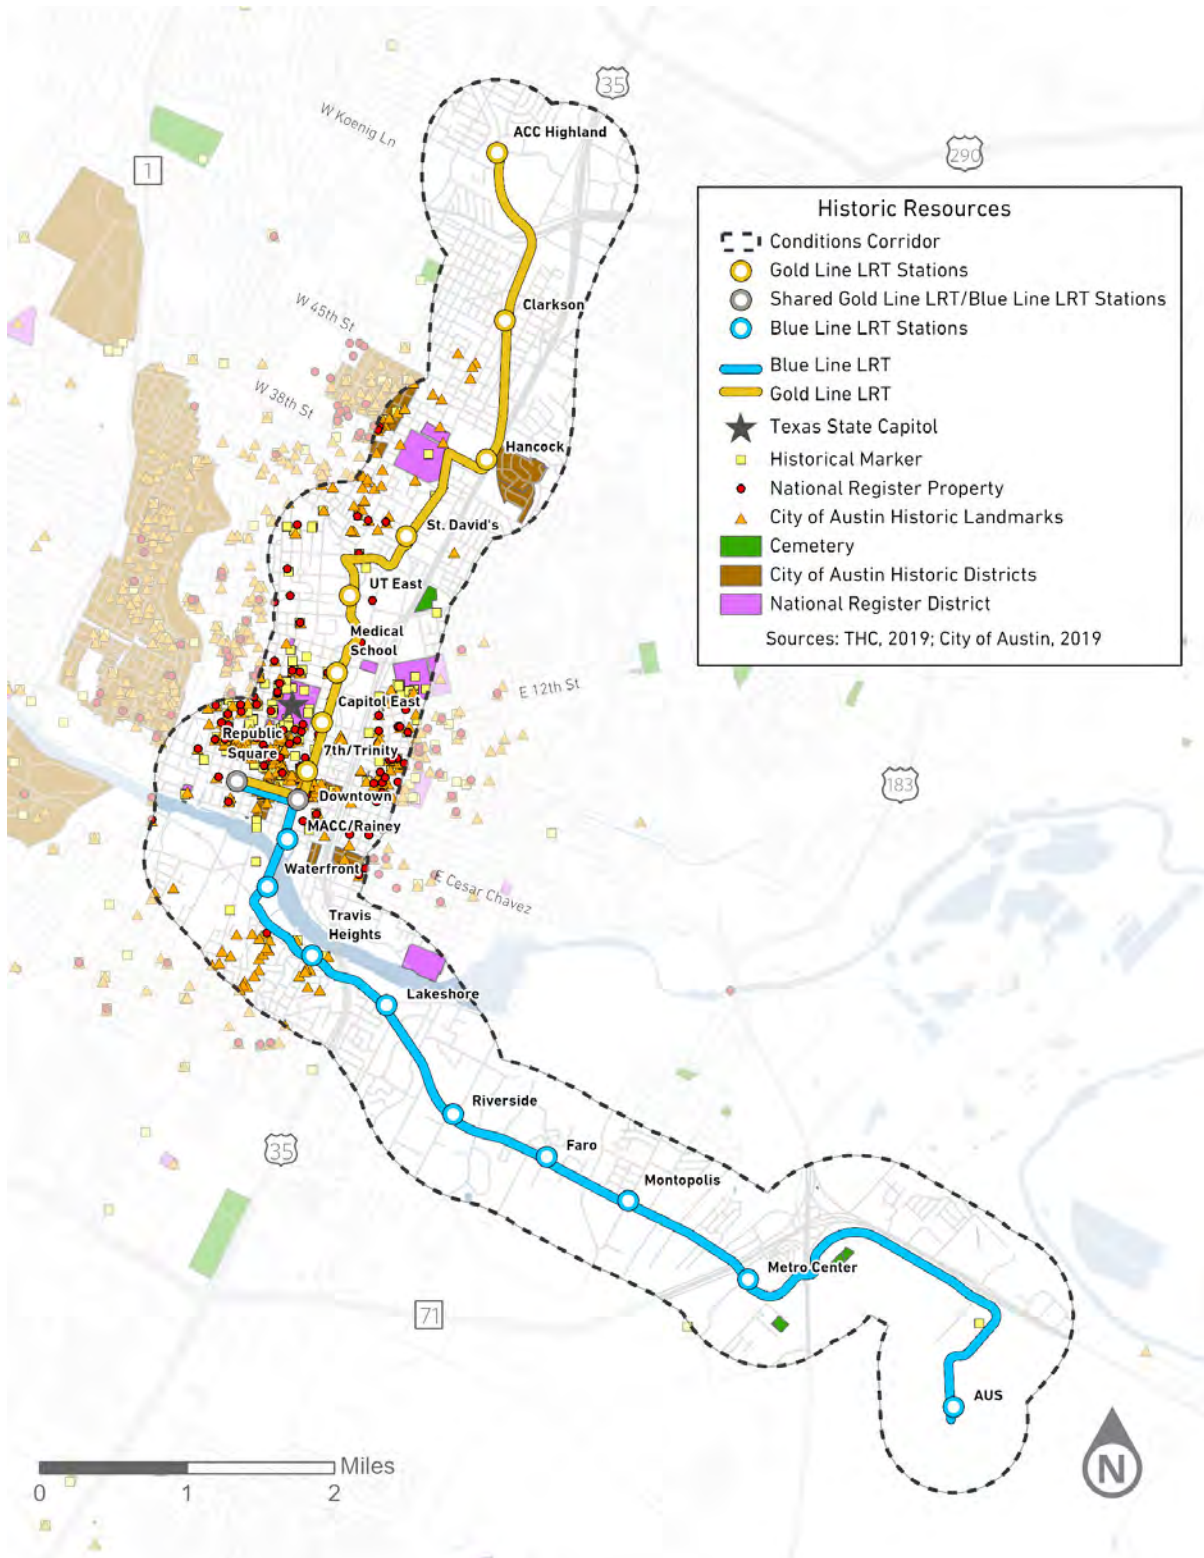 35
ACC Highland
W Koenig Ln
290
1
Historic Resources
Conditions Corridor
Gold Line LRT Stations
Shared Gold Line LRT/Blue Line LRT Stations
Blue Line LRT Stations
Blue Line LRT
Gold Line LRT
Texas State Capitol
Historical Marker
National Register Property
City of Austin Historic Landmarks
Cemetery
City of Austin Historic Districts
National Register District
Sources: THC, 2019; City of Austin, 2019
Clarkson
W 45th St
W 38th St
Hancock
St. David's
UT East
Medical
School
E 12th St
Capitol East
Republic
Square
7th/Trinity
183
Downtown
MACC/Rainey
Waterfront
E Cesar Chavez
Travis
Heights
Lakeshore
Riverside
35
Faro
Montopolis
Metro Center
71
AUS
Miles
0
1
2
N